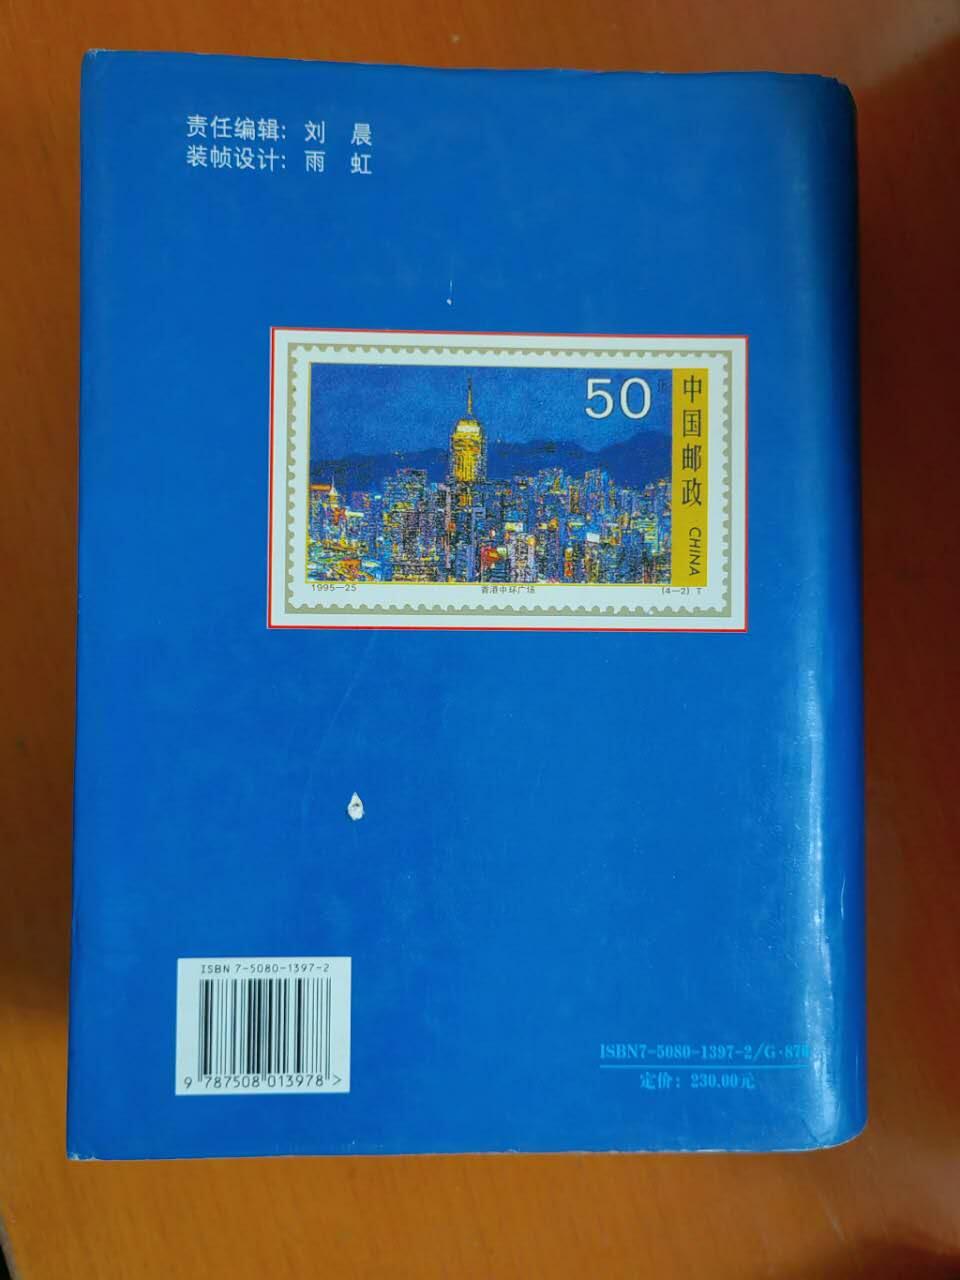 责任编辑：刘 晨
装帧设计：雨 虹
50
中国邮政 CHINA
1995—25 香港中环广场 (4—2) T
ISBN 7-5080-1397-2
9 787508 013978 >
ISBN7-5080-1397-2/G·870
定价：230.00元